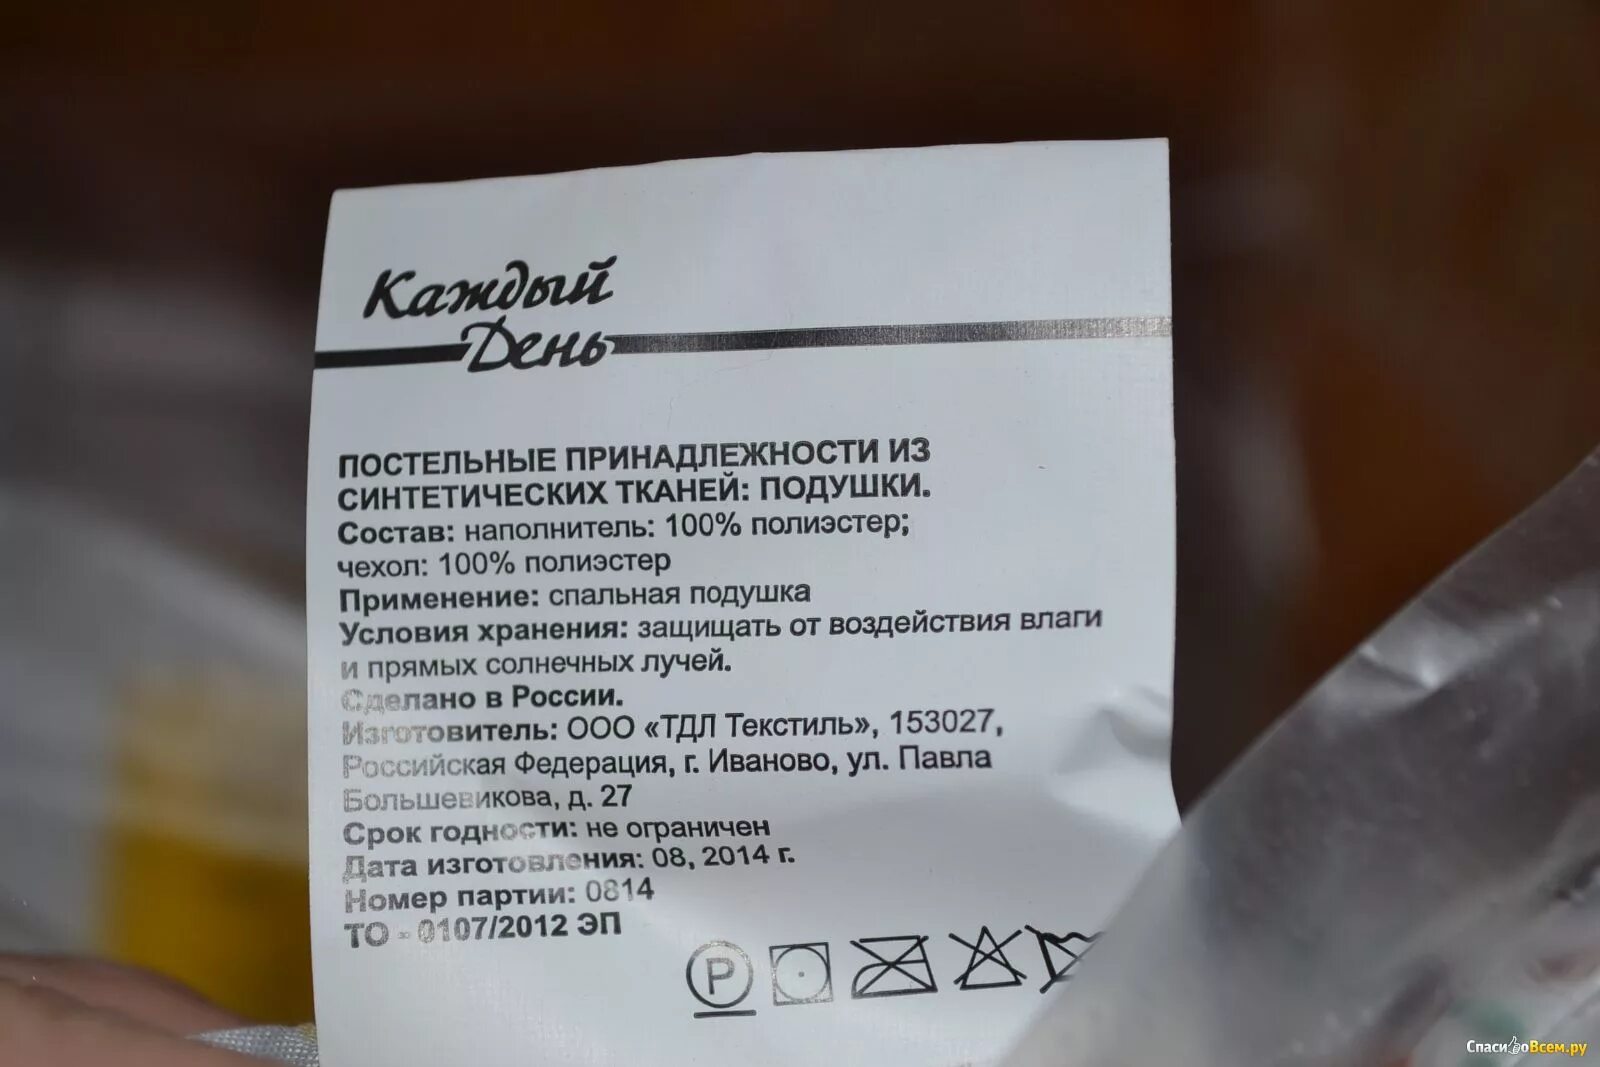 Каждый
День
ПОСТЕЛЬНЫЕ ПРИНАДЛЕЖНОСТИ ИЗ
СИНТЕТИЧЕСКИХ ТКАНЕЙ: ПОДУШКИ.
Состав: наполнитель: 100% полиэстер;
чехол: 100% полиэстер
Применение: спальная подушка
Условия хранения: защищать от воздействия влаги
и прямых солнечных лучей.
Сделано в России.
Изготовитель: ООО «ТДЛ Текстиль», 153027,
Российская Федерация, г. Иваново, ул. Павла
Большевикова, д. 27
Срок годности: не ограничен
Дата изготовления: 08, 2014 г.
Номер партии: 0814
ТО - 0107/2012 ЭП
P
СпасибоВсем.ру